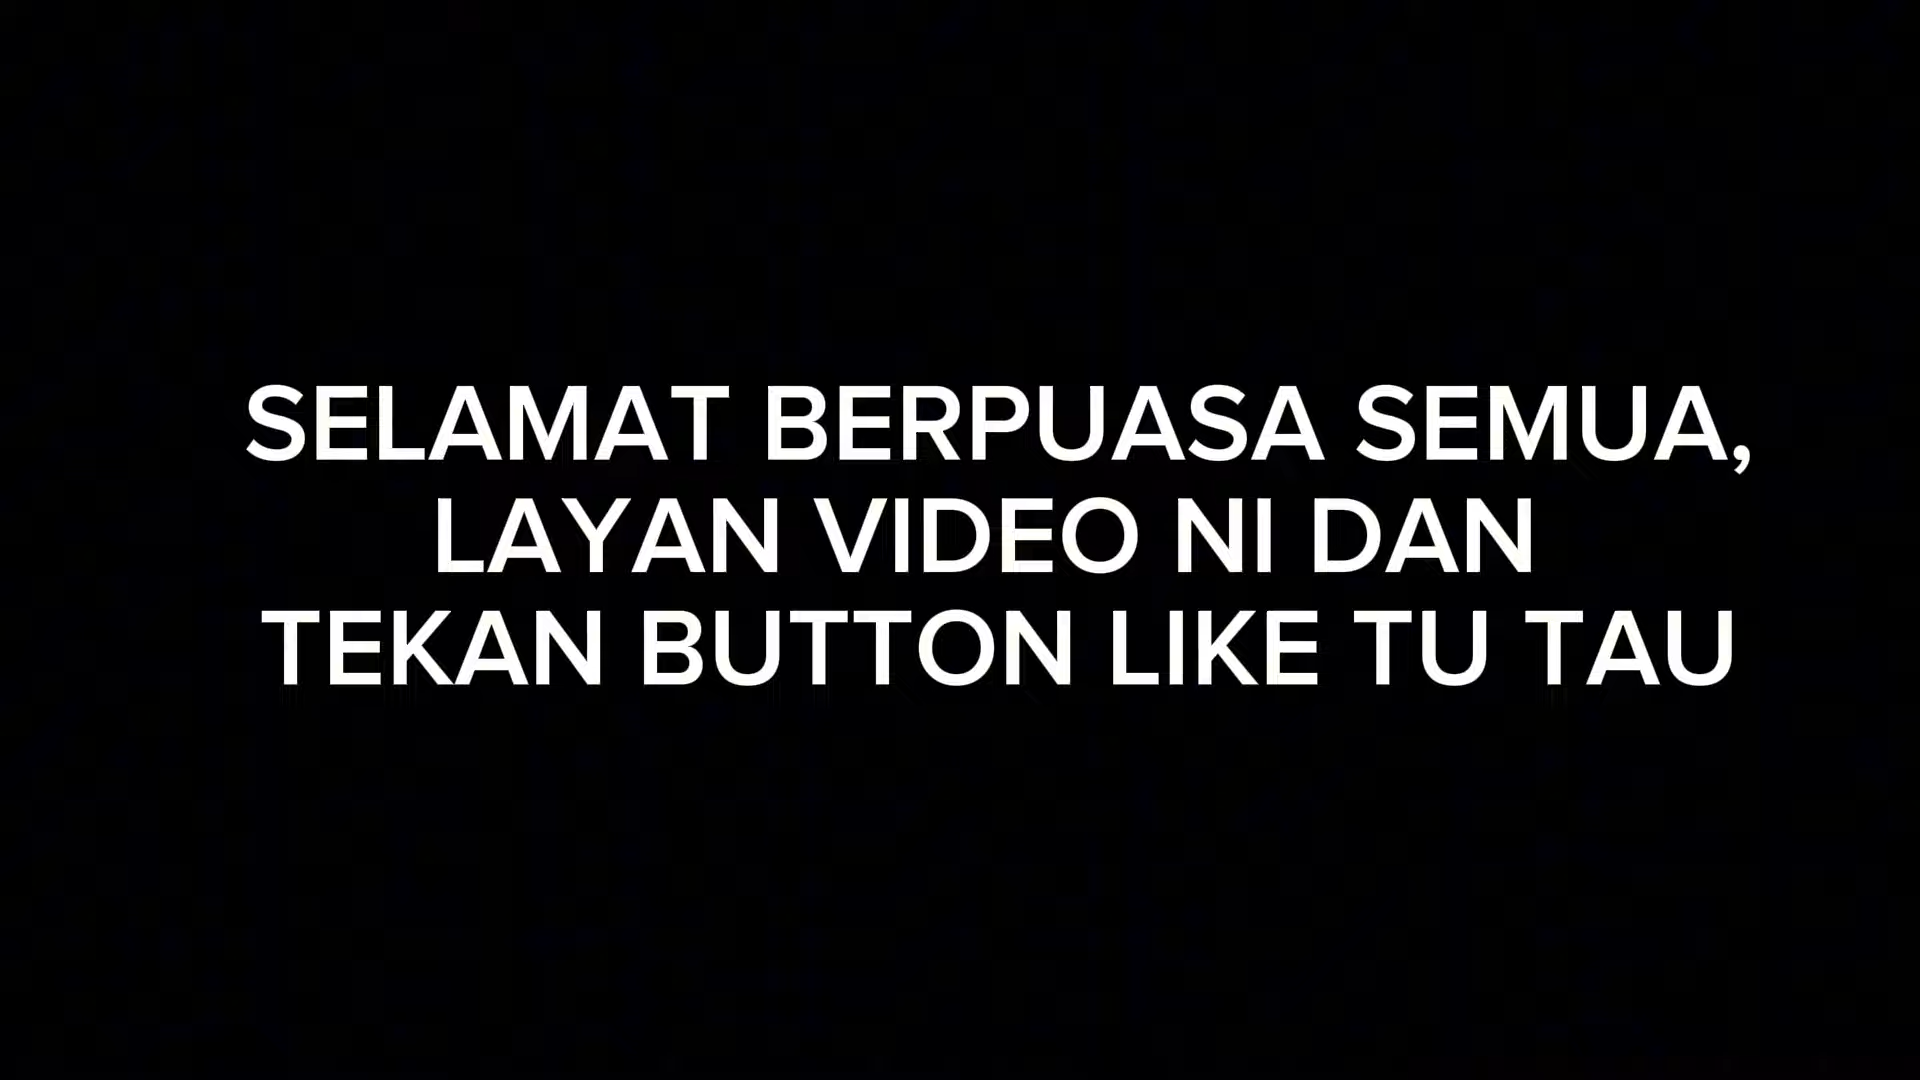 SELAMAT BERPUASA SEMUA,
LAYAN VIDEO NI DAN
TEKAN BUTTON LIKE TU TAU